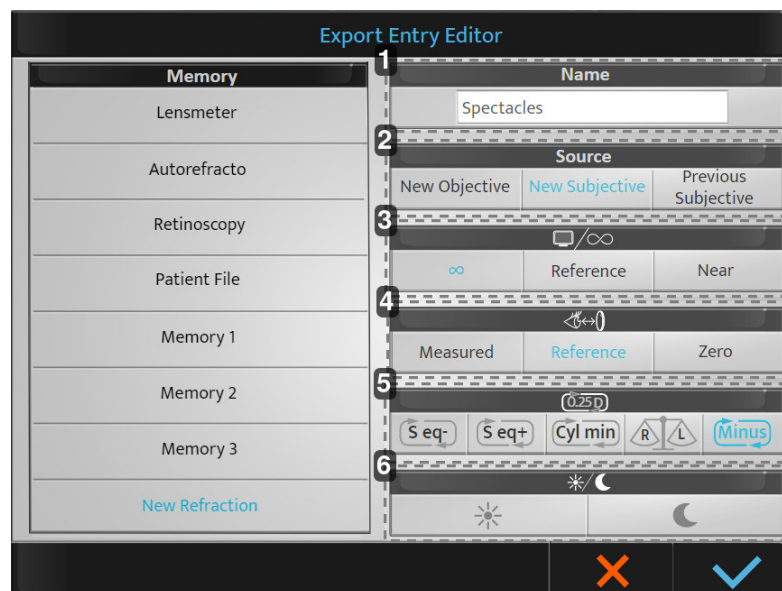 Export Entry Editor
Memory
Lensmeter
Autorefracto
Retinoscopy
Patient File
Memory 1
Memory 2
Memory 3
New Refraction
1
Name
Spectacles
2
Source
New Objective
New Subjective
Previous
Subjective
3
/∞
∞
Reference
Near
4
Measured
Reference
Zero
5
0.25D
S eq-
S eq+
Cyl min
R L
Minus
6